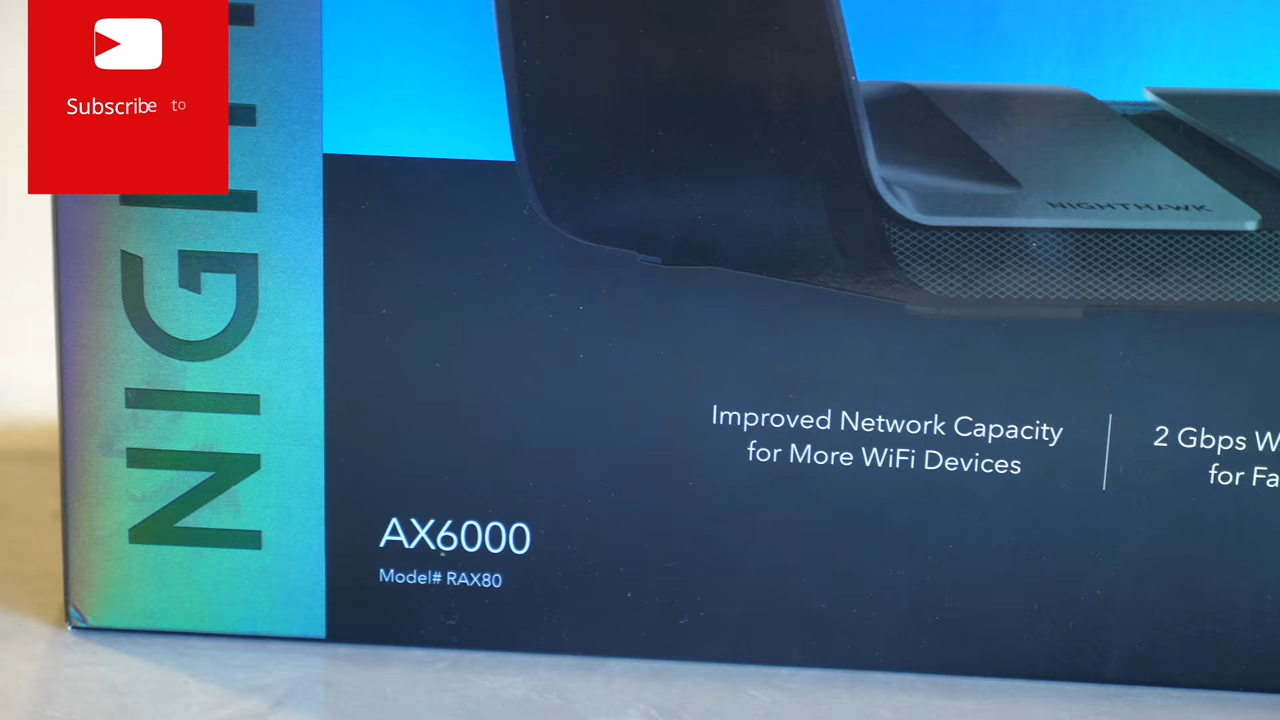 Subscribe to
NIGH
NIGHTHAWK
Improved Network Capacity
for More WiFi Devices
2 Gbps W
for Fa
AX6000
Model# RAX80